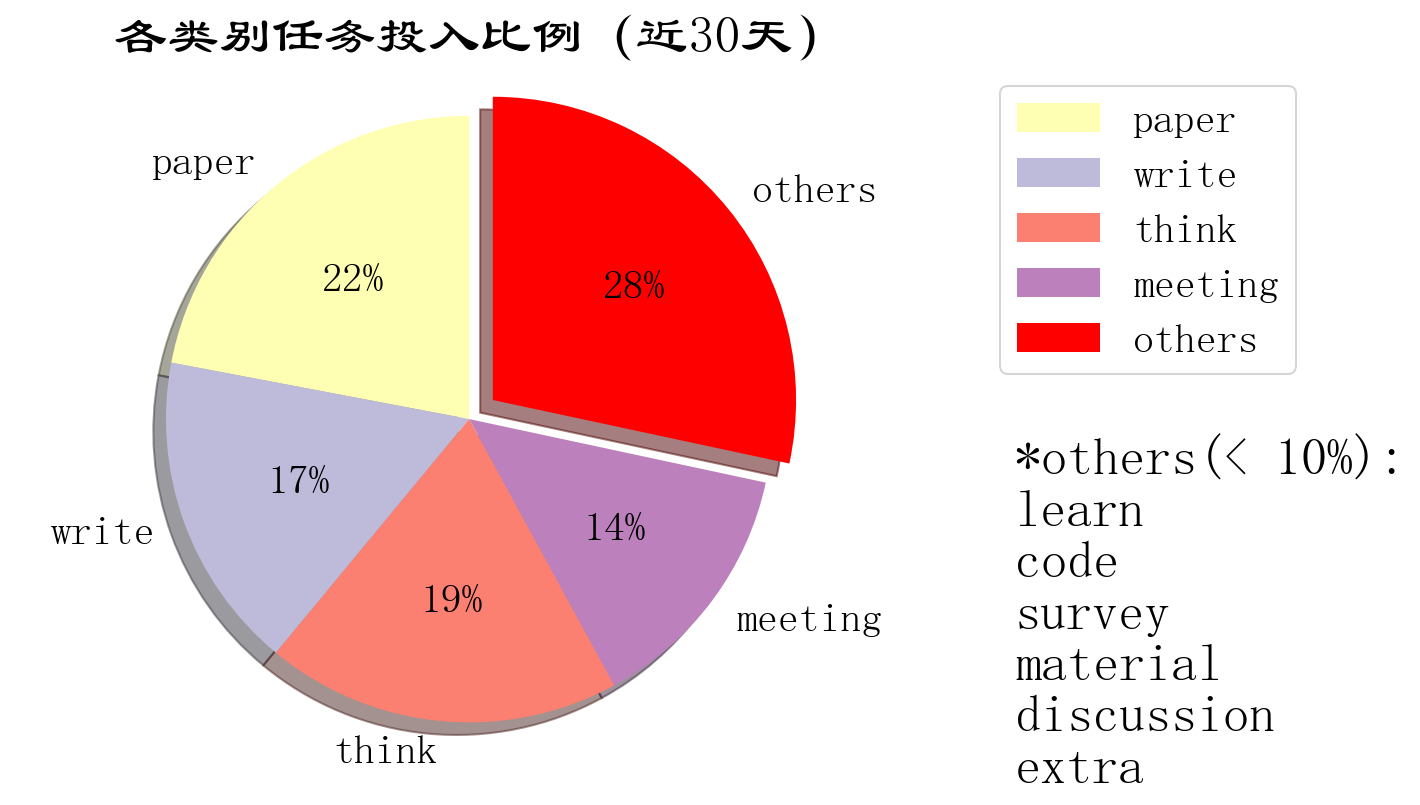 各类别任务投入比例 (近30天)
paper
others
22%
28%
17%
14%
write
19%
meeting
think
paper
write
think
meeting
others
*others(< 10%):
learn
code
survey
material
discussion
extra